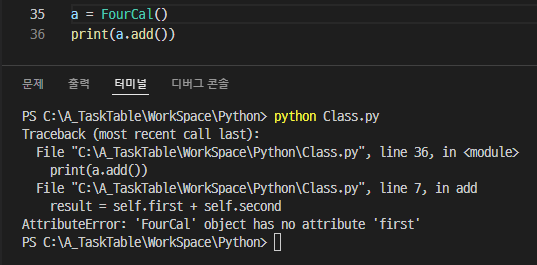 35 a = FourCal()
36 print(a.add())
문제 출력 터미널 디버그 콘솔
PS C:\A_TaskTable\WorkSpace\Python> python Class.py
Traceback (most recent call last):
  File "C:\A_TaskTable\WorkSpace\Python\Class.py", line 36, in <module>
    print(a.add())
  File "C:\A_TaskTable\WorkSpace\Python\Class.py", line 7, in add
    result = self.first + self.second
AttributeError: 'FourCal' object has no attribute 'first'
PS C:\A_TaskTable\WorkSpace\Python>